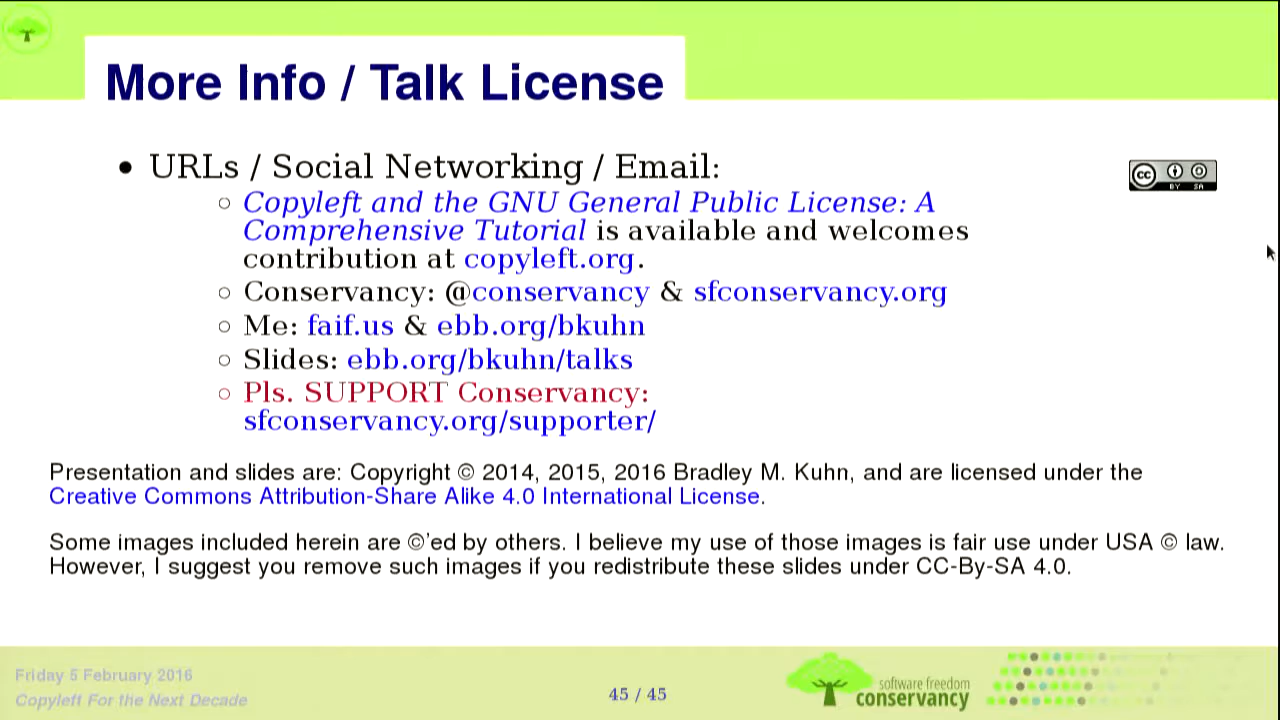 More Info / Talk License
• URLs / Social Networking / Email:
cc BY SA
○ Copyleft and the GNU General Public License: A
Comprehensive Tutorial is available and welcomes
contribution at copyleft.org.
○ Conservancy: @conservancy & sfconservancy.org
○ Me: faif.us & ebb.org/bkuhn
○ Slides: ebb.org/bkuhn/talks
○ Pls. SUPPORT Conservancy:
sfconservancy.org/supporter/
Presentation and slides are: Copyright © 2014, 2015, 2016 Bradley M. Kuhn, and are licensed under the
Creative Commons Attribution-Share Alike 4.0 International License.
Some images included herein are ©'ed by others. I believe my use of those images is fair use under USA © law.
However, I suggest you remove such images if you redistribute these slides under CC-By-SA 4.0.
Friday 5 February 2016
Copyleft For the Next Decade
45 / 45
software freedom
conservancy